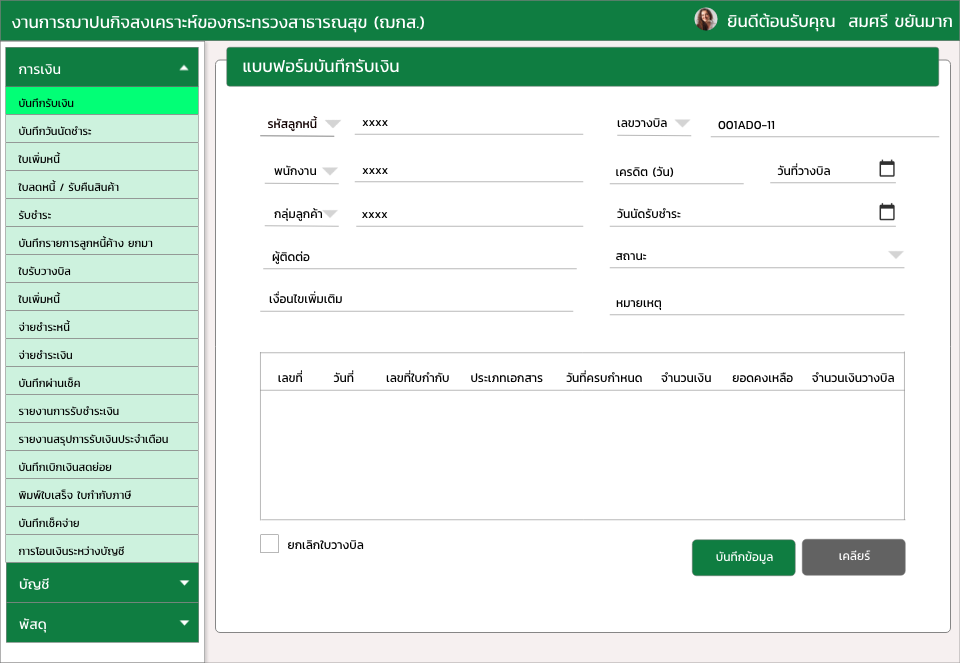 งานการฌาปนกิจสงเคราะห์ของกระทรวงสาธารณสุข (ฌกส.)
ยินดีต้อนรับคุณ สมศรี ขยันมาก
การเงิน
บันทึกรับเงิน
บันทึกวันนัดชำระ
ใบเพิ่มหนี้
ใบลดหนี้ / รับคืนสินค้า
รับชำระ
บันทึกรายการลูกหนี้ค้าง ยกมา
ใบรับวางบิล
ใบเพิ่มหนี้
จ่ายชำระหนี้
จ่ายชำระเงิน
บันทึกผ่านเช็ค
รายงานการรับชำระเงิน
รายงานสรุปการรับเงินประจำเดือน
บันทึกเบิกเงินสดย่อย
พิมพ์ใบเสร็จ ใบกำกับภาษี
บันทึกเช็คจ่าย
การโอนเงินระหว่างบัญชี
บัญชี
พัสดุ
แบบฟอร์มบันทึกรับเงิน
รหัสลูกหนี้ xxxx เลขวางบิล 001AD0-11
พนักงาน xxxx เครดิต (วัน) วันที่วางบิล
กลุ่มลูกค้า xxxx วันนัดรับชำระ
ผู้ติดต่อ สถานะ
เงื่อนไขเพิ่มเติม หมายเหตุ
เลขที่ วันที่ เลขที่ใบกำกับ ประเภทเอกสาร วันที่ครบกำหนด จำนวนเงิน ยอดคงเหลือ จำนวนเงินวางบิล
ยกเลิกใบวางบิล
บันทึกข้อมูล เคลียร์